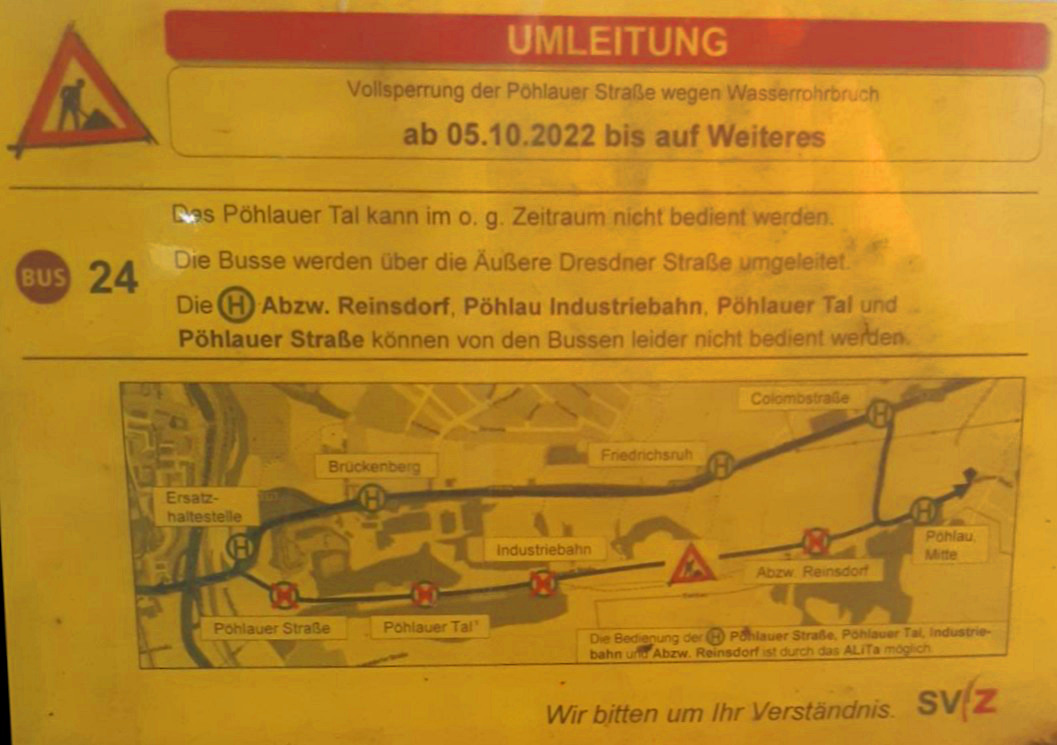 UMLEITUNG
Vollsperrung der Pöhlauer Straße wegen Wasserrohrbruch
ab 05.10.2022 bis auf Weiteres
Das Pöhlauer Tal kann im o. g. Zeitraum nicht bedient werden.
BUS 24
Die Busse werden über die Äußere Dresdner Straße umgeleitet.
Die H Abzw. Reinsdorf, Pöhlau Industriebahn, Pöhlauer Tal und
Pöhlauer Straße können von den Bussen leider nicht bedient werden.
Colombstraße
H
Friedrichsruh
H
Brückenberg
H
Ersatz-
haltestelle
H
H
Pöhlau,
Mitte
Industriebahn
Abzw. Reinsdorf
Pöhlauer Straße
Pöhlauer Tal¹
Die Bedienung der H Pöhlauer Straße, Pöhlauer Tal, Industrie-
bahn und Abzw. Reinsdorf ist durch das ALiTa möglich
Wir bitten um Ihr Verständnis.
SVZ